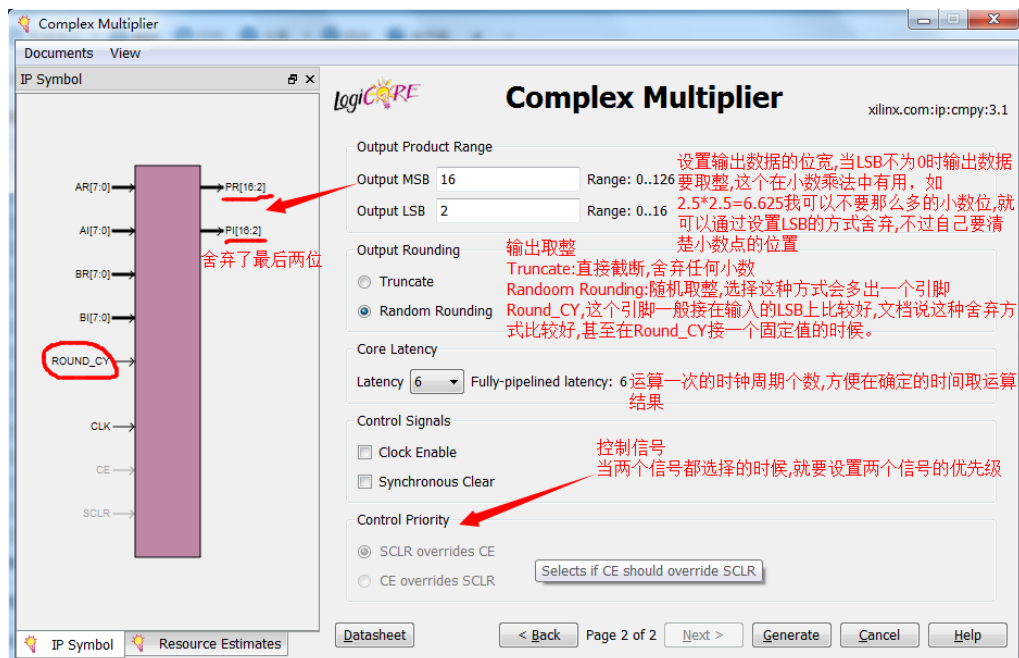 Complex Multiplier
Documents View
IP Symbol
AR[7:0]
PR[16:2]
AI[7:0]
PI[16:2]
舍弃了最后两位
BR[7:0]
BI[7:0]
ROUND_CY
CLK
CE
SCLR
IP Symbol
Resource Estimates
LogiCORE
Complex Multiplier
xilinx.com:ip:cmpy:3.1
Output Product Range
Output MSB 16 Range: 0..126
Output LSB 2 Range: 0..16
设置输出数据的位宽,当LSB不为0时输出数据
要取整,这个在小数乘法中有用，如
2.5*2.5=6.625我可以不要那么多的小数位,就
可以通过设置LSB的方式舍弃,不过自己要清
楚小数点的位置
Output Rounding
Truncate
Random Rounding
输出取整
Truncate:直接截断,舍弃任何小数
Randoom Rounding:随机取整,选择这种方式会多出一个引脚
Round_CY,这个引脚一般接在输入的LSB上比较好,文档说这种舍弃方
式比较好,甚至在Round_CY接一个固定值的时候。
Core Latency
Latency 6 Fully-pipelined latency: 6
运算一次的时钟周期个数,方便在确定的时间取运算
结果
Control Signals
Clock Enable
Synchronous Clear
控制信号
当两个信号都选择的时候,就要设置两个信号的优先级
Control Priority
SCLR overrides CE
CE overrides SCLR
Selects if CE should override SCLR
Datasheet
< Back
Page 2 of 2
Next >
Generate
Cancel
Help